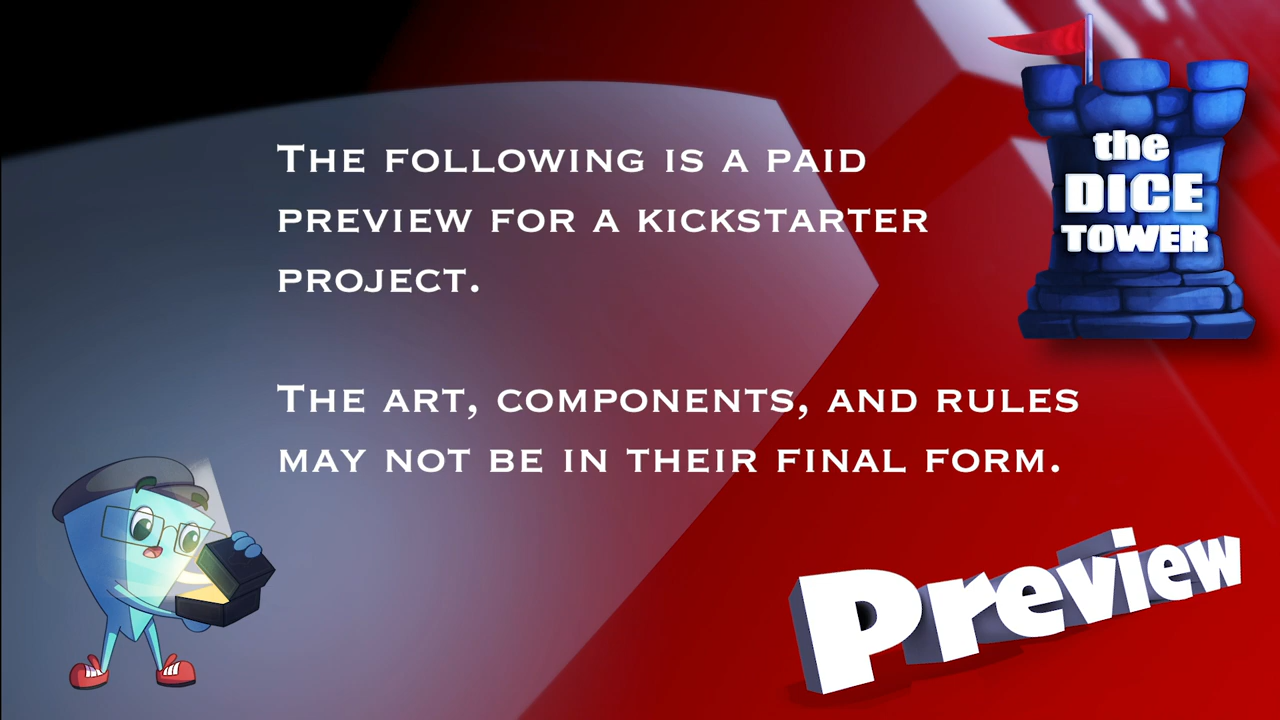 THE FOLLOWING IS A PAID
PREVIEW FOR A KICKSTARTER
PROJECT.
THE ART, COMPONENTS, AND RULES
MAY NOT BE IN THEIR FINAL FORM.
the
DICE
TOWER
Preview